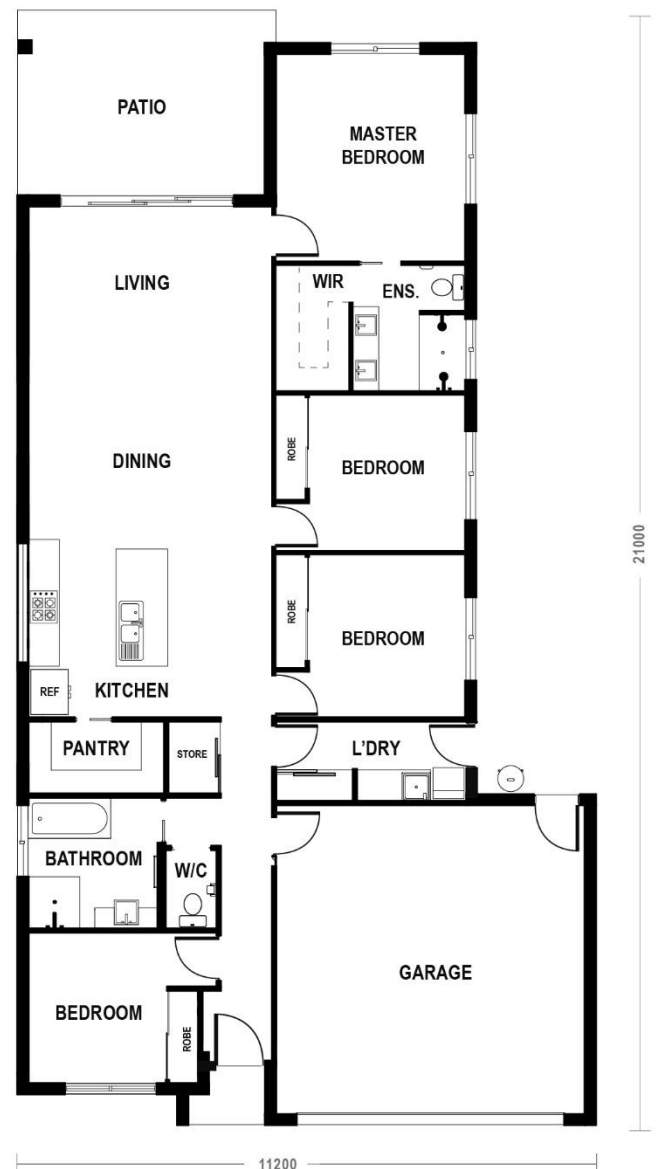 PATIO
MASTER
BEDROOM
LIVING
WIR
ENS.
DINING
ROBE
BEDROOM
21000
ROBE
BEDROOM
REF
KITCHEN
PANTRY
STORE
L'DRY
BATHROOM
W/C
GARAGE
BEDROOM
ROBE
11200